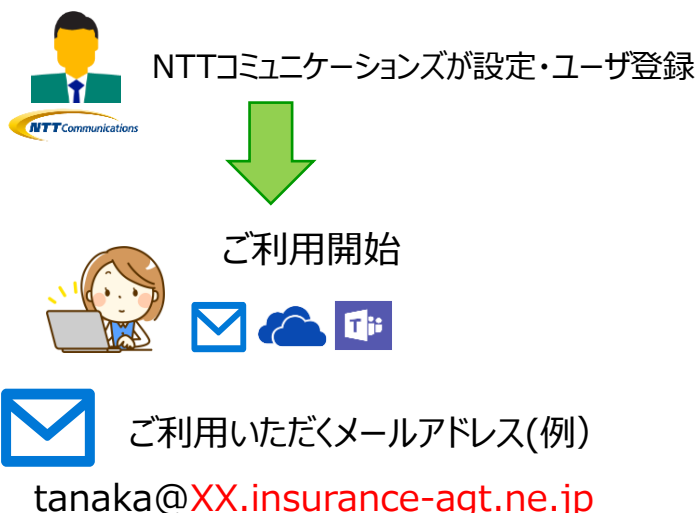 NTTコミュニケーションズが設定・ユーザ登録
NTT Communications
ご利用開始
ご利用いただくメールアドレス(例)
tanaka@XX.insurance-agt.ne.jp